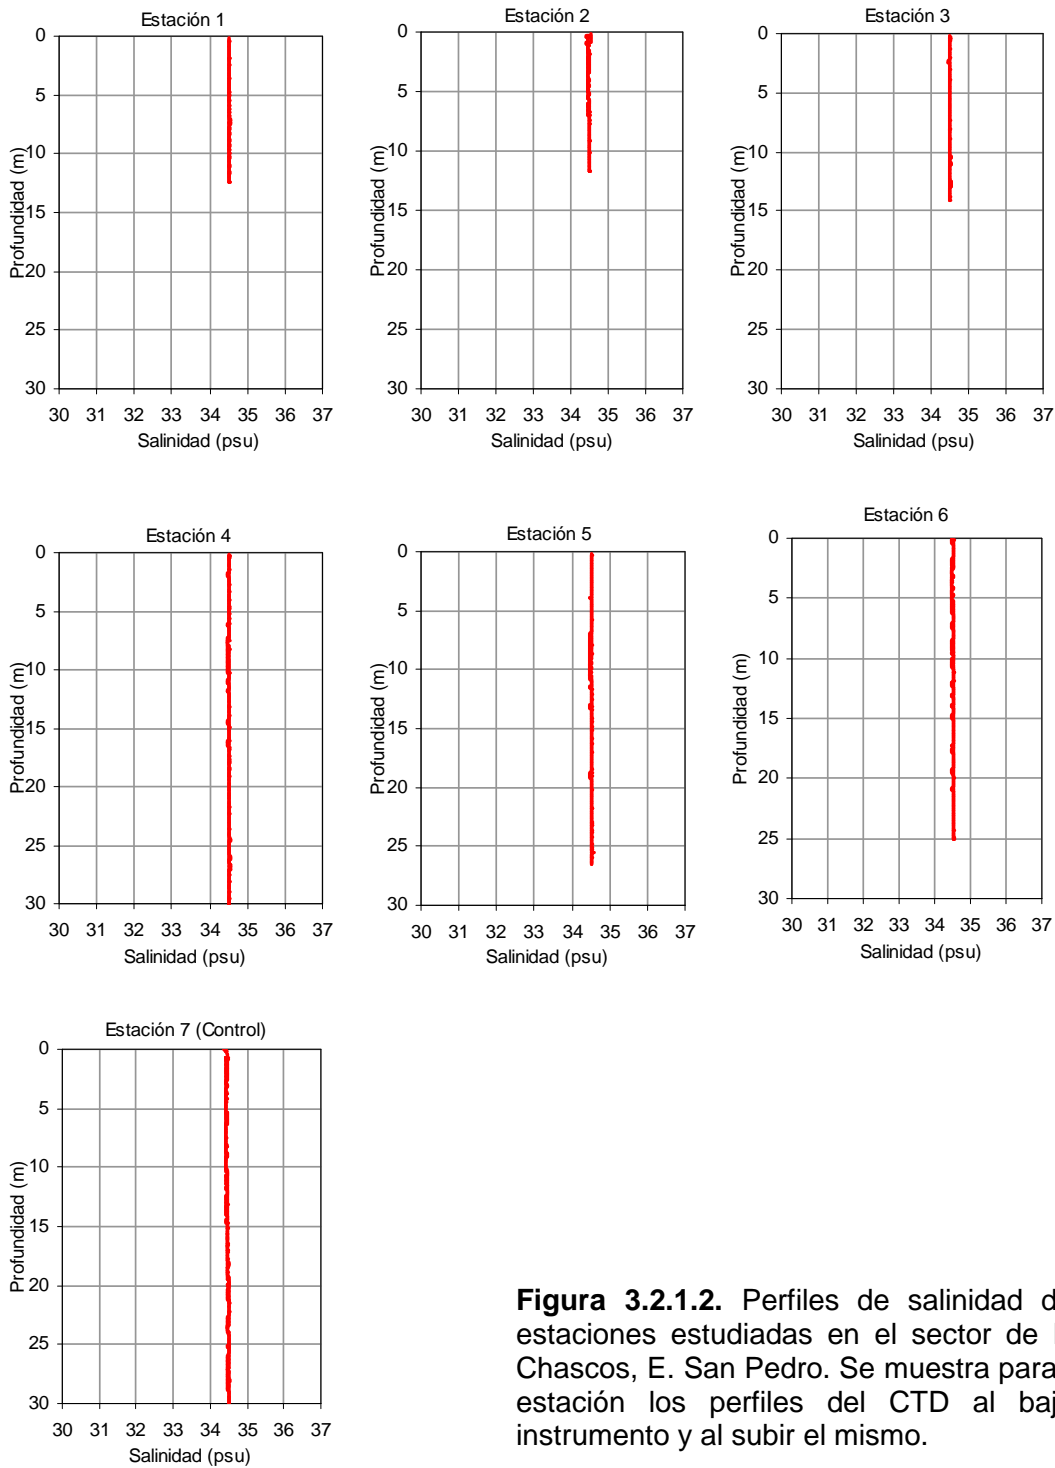 Estación 1
0
5
10
15
20
25
30
Profundidad (m)
30 31 32 33 34 35 36 37
Salinidad (psu)
Estación 2
0
5
10
15
20
25
30
Profundidad (m)
30 31 32 33 34 35 36 37
Salinidad (psu)
Estación 3
0
5
10
15
20
25
30
Profundidad (m)
30 31 32 33 34 35 36 37
Salinidad (psu)
Estación 4
0
5
10
15
20
25
30
Profundidad (m)
30 31 32 33 34 35 36 37
Salinidad (psu)
Estación 5
0
5
10
15
20
25
30
Profundidad (m)
30 31 32 33 34 35 36 37
Salinidad (psu)
Estación 6
0
5
10
15
20
25
30
Profundidad (m)
30 31 32 33 34 35 36 37
Salinidad (psu)
Estación 7 (Control)
0
5
10
15
20
25
30
Profundidad (m)
30 31 32 33 34 35 36 37
Salinidad (psu)
Figura 3.2.1.2. Perfiles de salinidad d
estaciones estudiadas en el sector de
Chascos, E. San Pedro. Se muestra para
estación los perfiles del CTD al baj
instrumento y al subir el mismo.